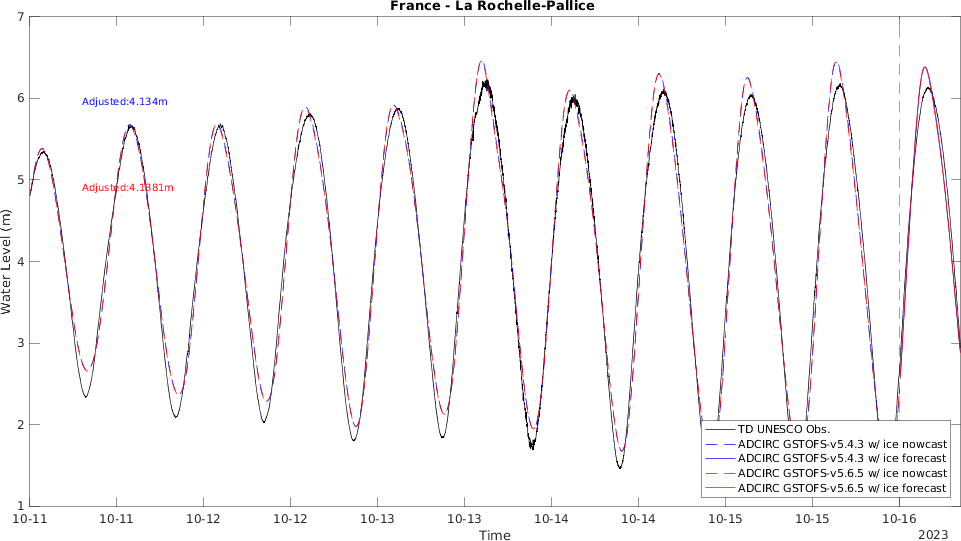 France - La Rochelle-Pallice
7
6
5
4
3
2
1
Water Level (m)
Adjusted:4.134m
Adjusted:4.1381m
TD UNESCO Obs.
ADCIRC GSTOFS-v5.4.3 w/ ice nowcast
ADCIRC GSTOFS-v5.4.3 w/ ice forecast
ADCIRC GSTOFS-v5.6.5 w/ ice nowcast
ADCIRC GSTOFS-v5.6.5 w/ ice forecast
10-11 10-11 10-12 10-12 10-13 10-13 10-14 10-14 10-15 10-15 10-16
Time
2023